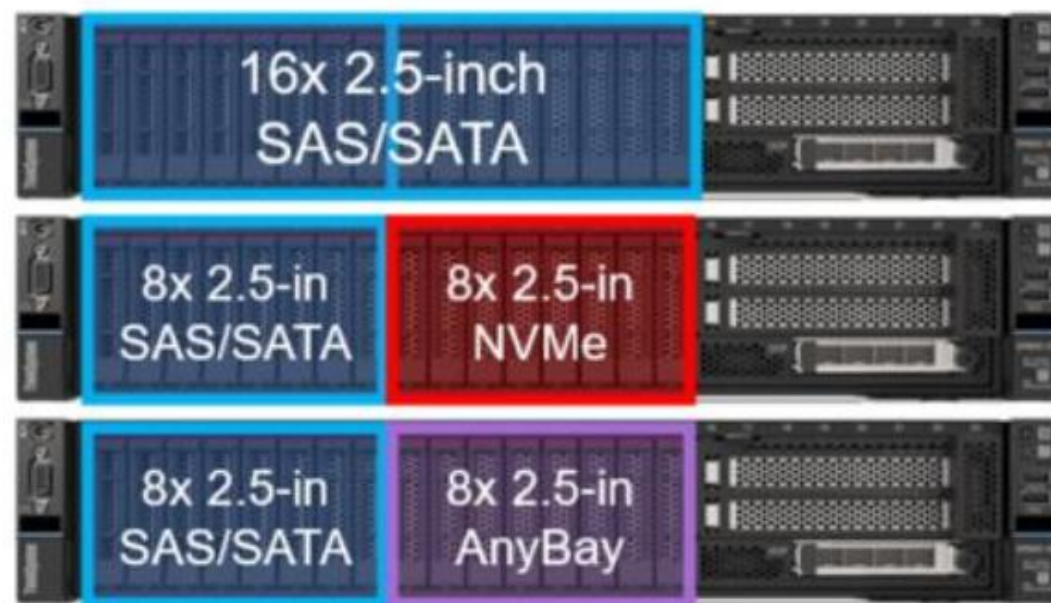 16x 2.5-inch
SAS/SATA
8x 2.5-in
SAS/SATA
8x 2.5-in
NVMe
8x 2.5-in
SAS/SATA
8x 2.5-in
AnyBay